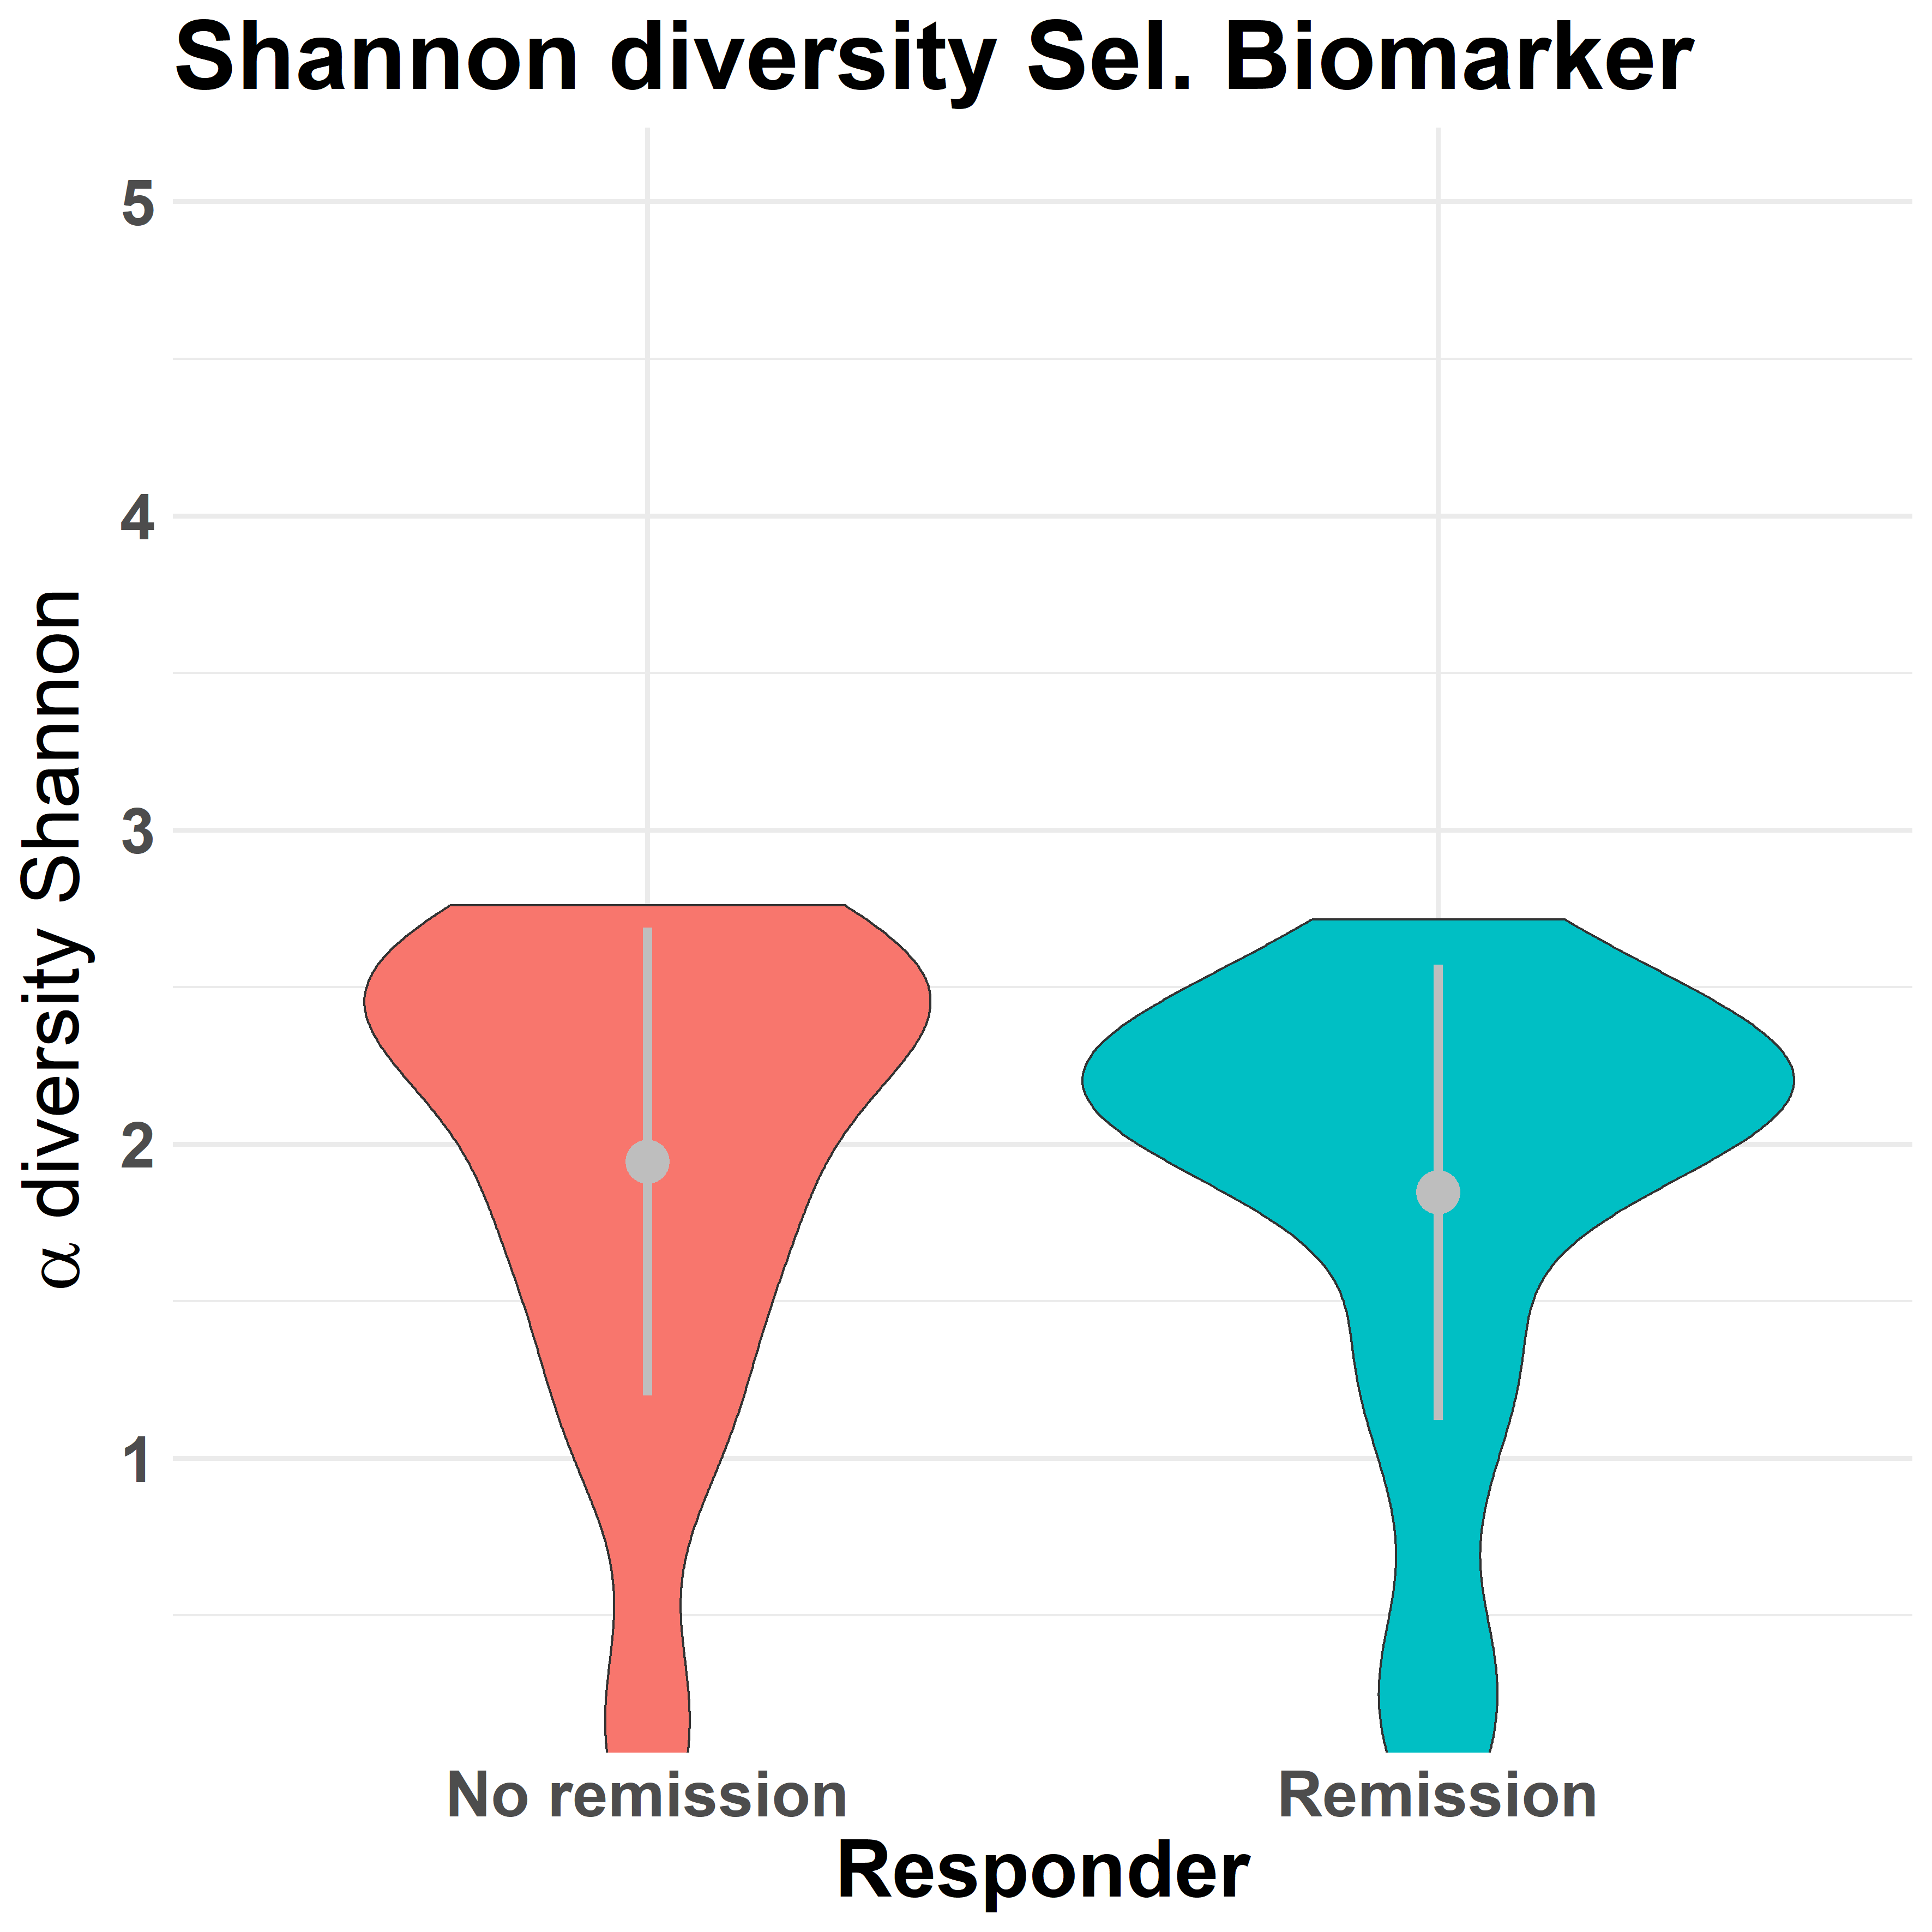 Shannon diversity Sel. Biomarker
α diversity Shannon
5
4
3
2
1
No remission
Remission
Responder